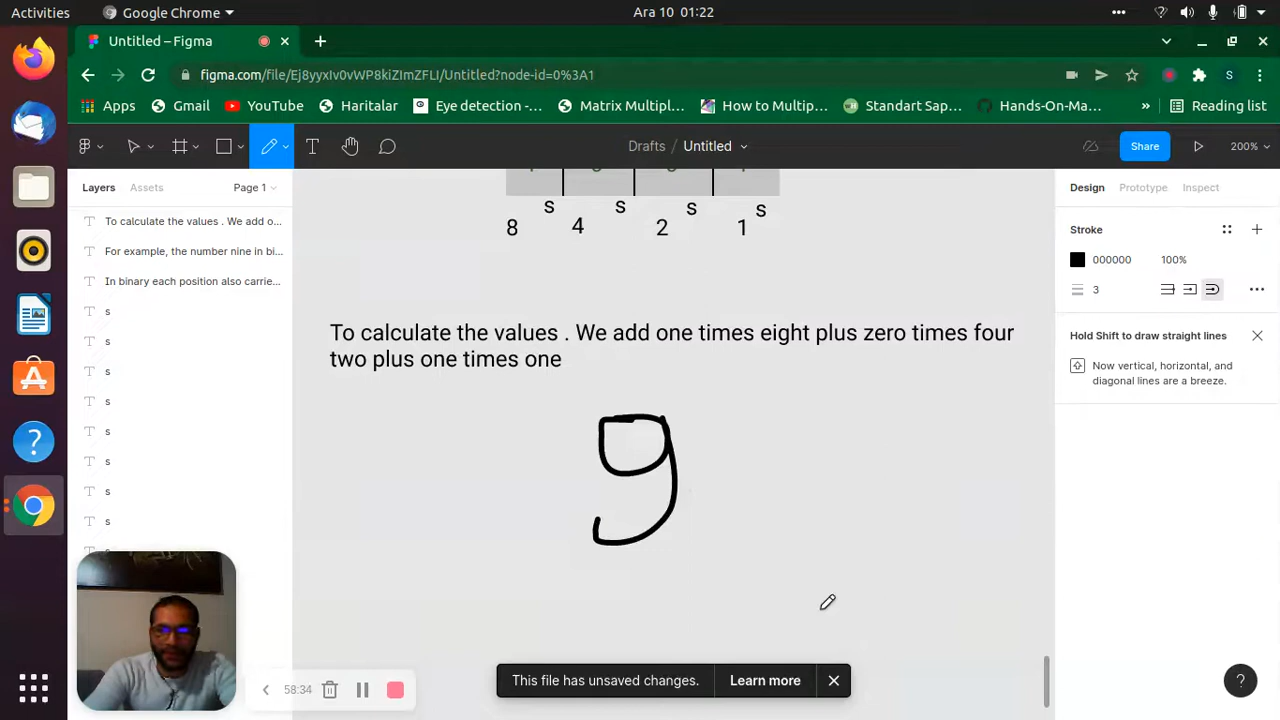 Activities
Google Chrome
Ara 10 01:22
Untitled – Figma
figma.com/file/Ej8yyxIv0vWP8kiZImZFLI/Untitled?node-id=0%3A1
S
Apps
Gmail
YouTube
Haritalar
Eye detection -...
Matrix Multipl...
How to Multip...
Standart Sap...
Hands-On-Ma...
»
Reading list
Drafts / Untitled
Share
200%
Layers
Assets
Page 1
To calculate the values . We add o...
For example, the number nine in bi...
In binary each position also carrie...
s
s
s
s
s
s
s
s
s s s s
8 4 2 1
To calculate the values . We add one times eight plus zero times four
two plus one times one
9
Design
Prototype
Inspect
Stroke
000000 100%
3
Hold Shift to draw straight lines
Now vertical, horizontal, and
diagonal lines are a breeze.
58:34
This file has unsaved changes.
Learn more
?